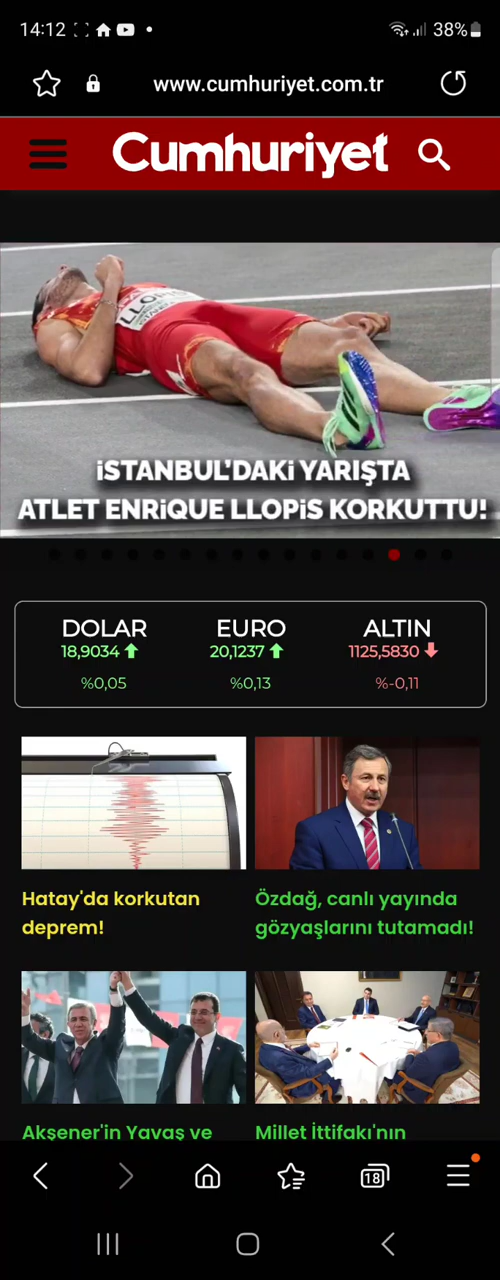 14:12
38%
www.cumhuriyet.com.tr
Cumhuriyet
LLOPIS
İSTANBUL'DAKİ YARIŞTA
ATLET ENRİQUE LLOPİS KORKUTTU!
DOLAR EURO ALTIN
18,9034 20,1237 1125,5830
%0,05 %0,13 %-0,11
Hatay'da korkutan
deprem!
Özdağ, canlı yayında
gözyaşlarını tutamadı!
Akşener'in Yavaş ve
Millet İttifakı'nın
18